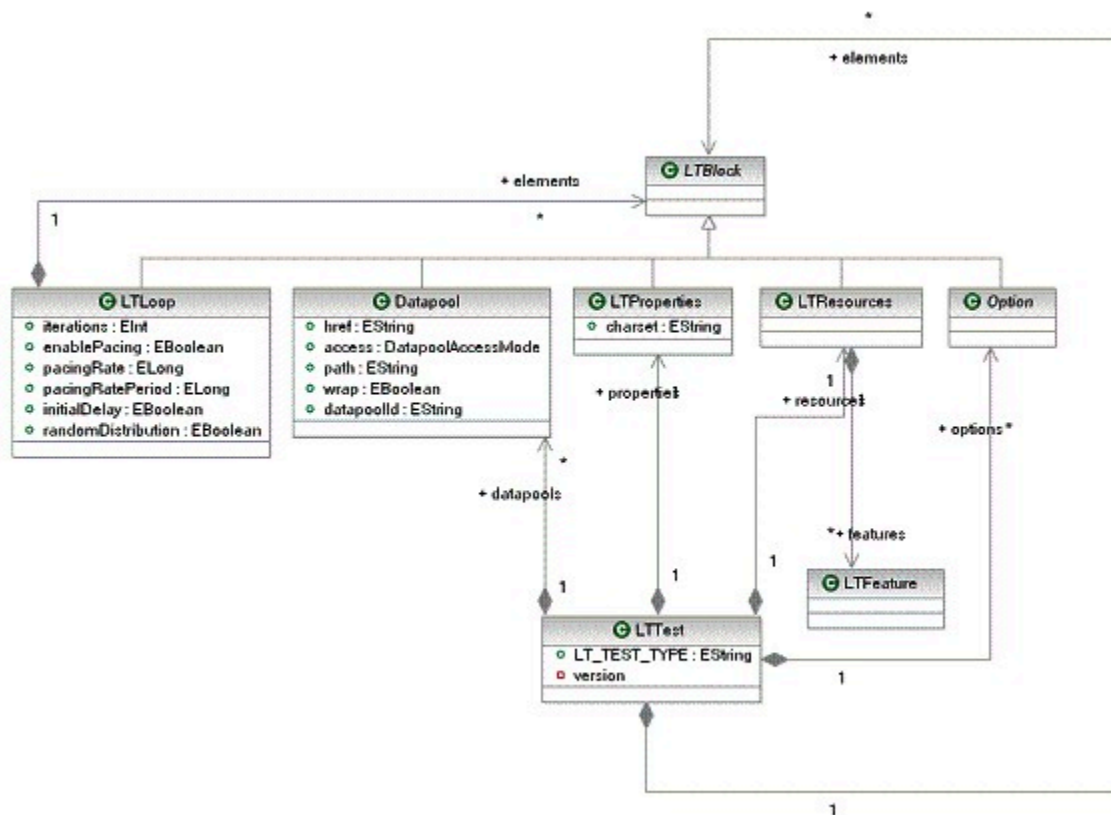 *
+ elements
LTBlock
+ elements
1
*
LTLoop
iterations : EInt
enablePacing : EBoolean
pacingRate : ELong
pacingRatePeriod : ELong
initialDelay : EBoolean
randomDistribution : EBoolean
Datapool
href : EString
access : DatapoolAccessMode
path : EString
wrap : EBoolean
datapoolId : EString
LTProperties
charset : EString
LTResources
Option
+ properties
1
1
+ resources
1
+ options *
*
+ datapools
* + features
1
1
1
LTFeature
LTTest
LT_TEST_TYPE : EString
version
1
1